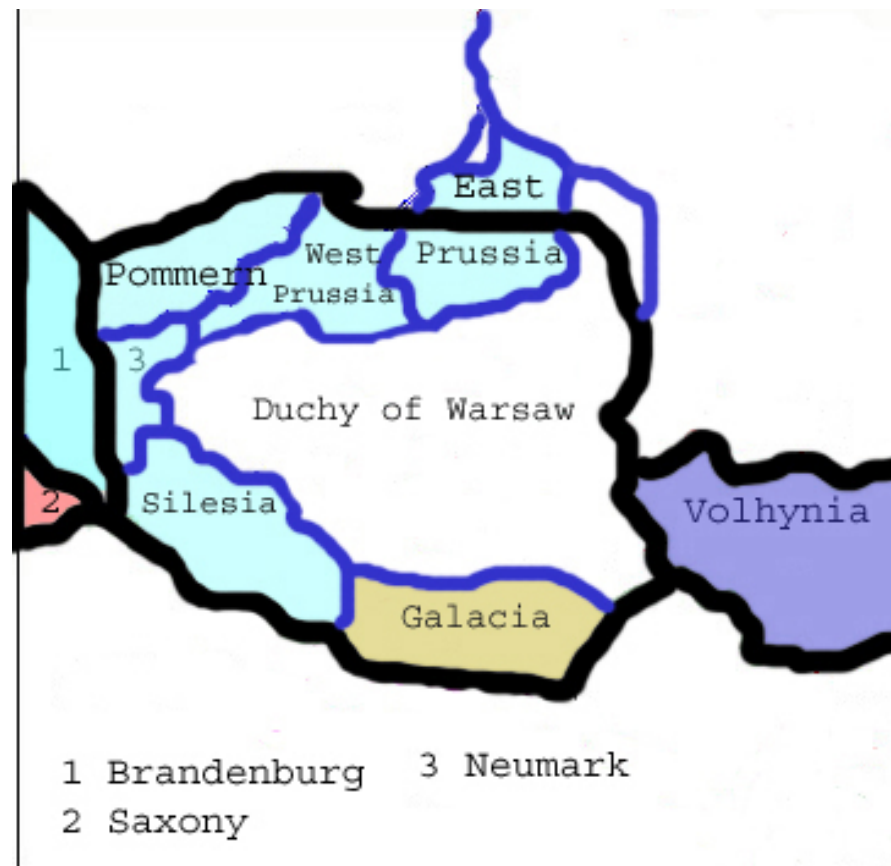 East
West
Prussia
Pommern
Prussia
1
3
Duchy of Warsaw
2
Silesia
Volhynia
Galacia
1 Brandenburg
3 Neumark
2 Saxony